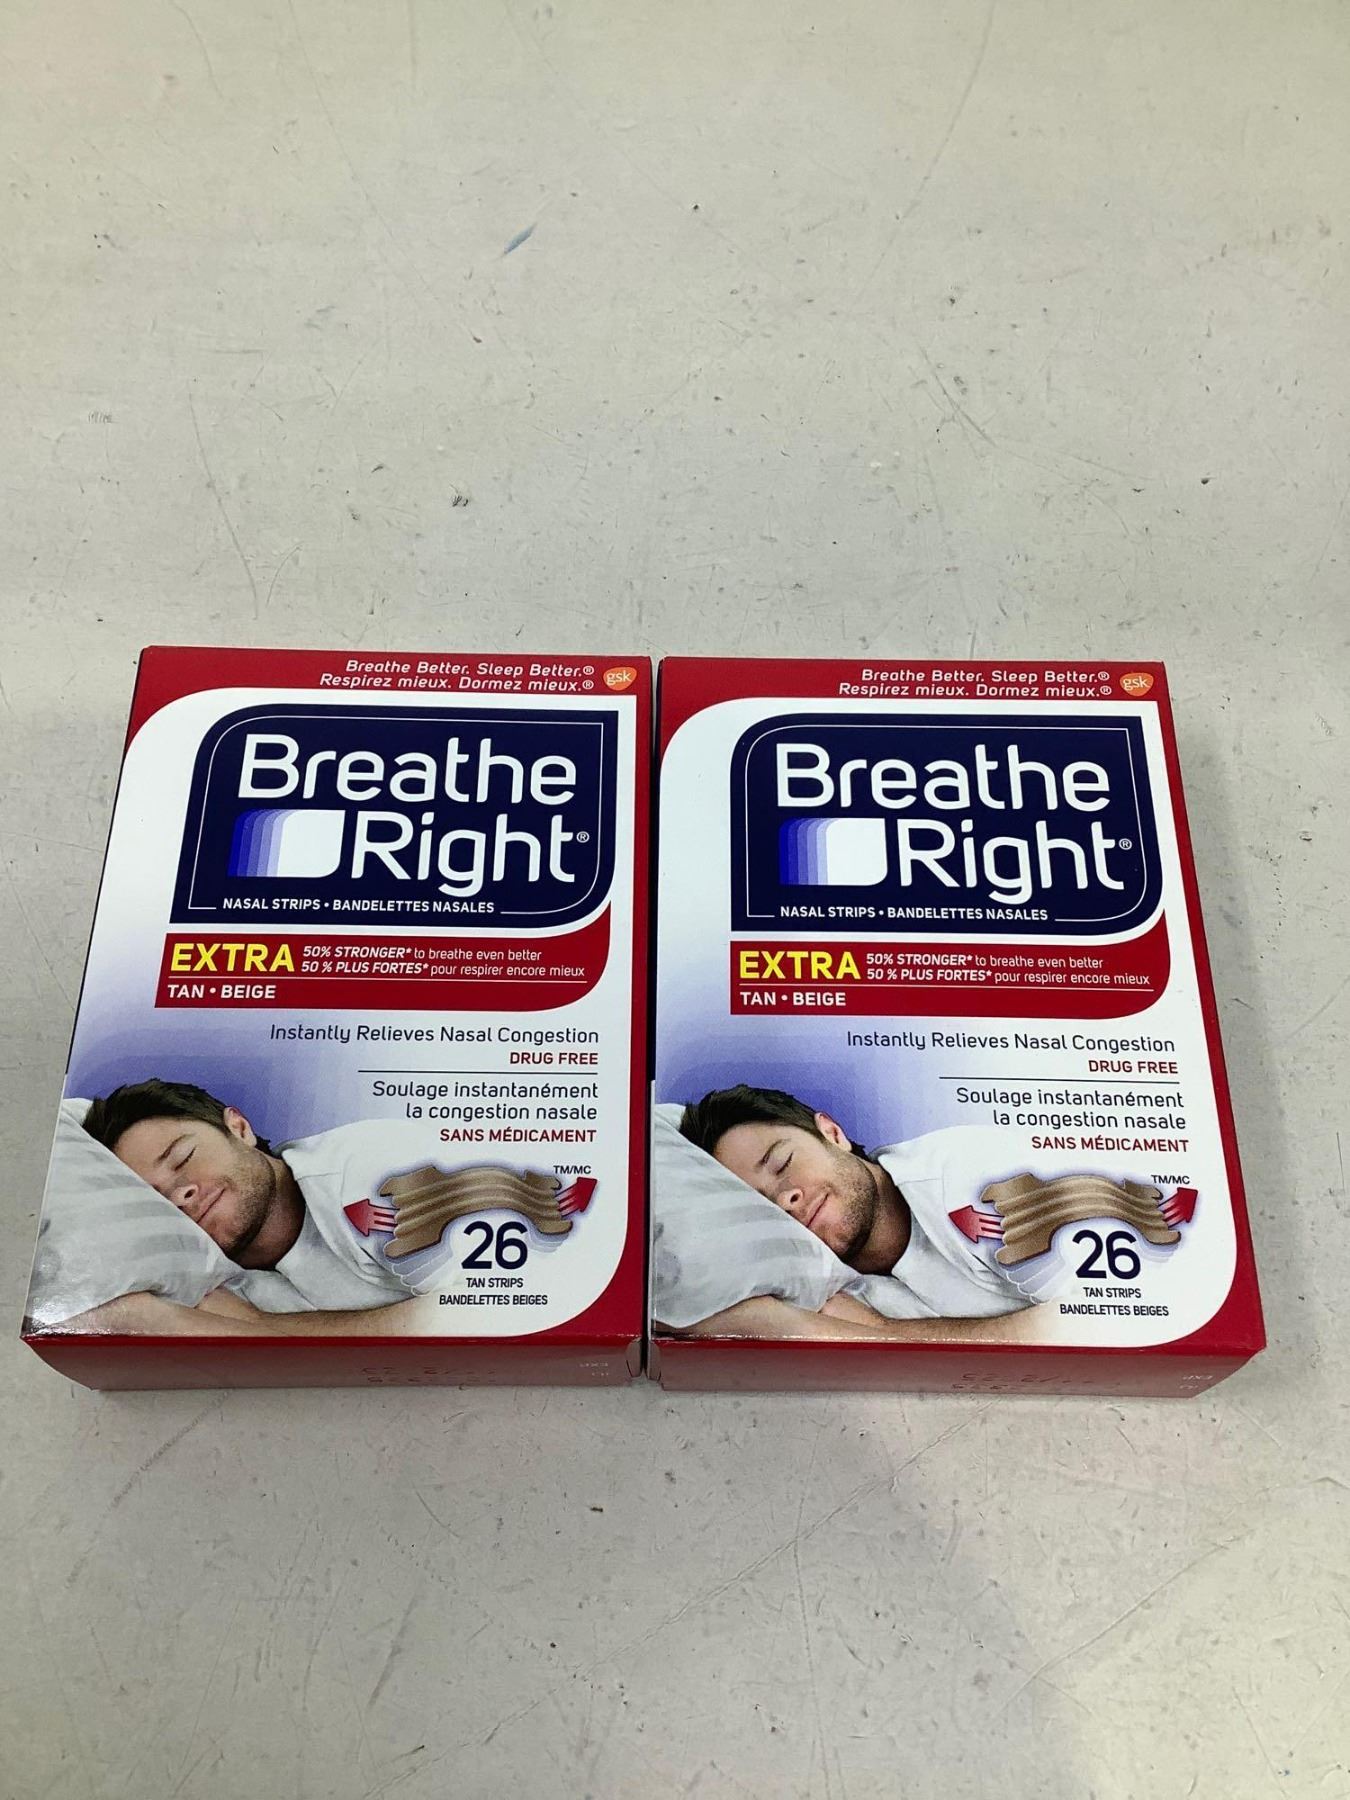 Breathe Better. Sleep Better.®
Respirez mieux. Dormez mieux.®
gsk
Breathe
Right®
NASAL STRIPS • BANDELETTES NASALES
EXTRA
50% STRONGER* to breathe even better
50 % PLUS FORTES* pour respirer encore mieux
TAN • BEIGE
Instantly Relieves Nasal Congestion
DRUG FREE
Soulage instantanément
la congestion nasale
SANS MÉDICAMENT
TM/MC
26
TAN STRIPS
BANDELETTES BEIGES
Breathe Better. Sleep Better.®
Respirez mieux. Dormez mieux.®
gsk
Breathe
Right®
NASAL STRIPS • BANDELETTES NASALES
EXTRA
50% STRONGER* to breathe even better
50 % PLUS FORTES* pour respirer encore mieux
TAN • BEIGE
Instantly Relieves Nasal Congestion
DRUG FREE
Soulage instantanément
la congestion nasale
SANS MÉDICAMENT
TM/MC
26
TAN STRIPS
BANDELETTES BEIGES
EXP.
EXP.